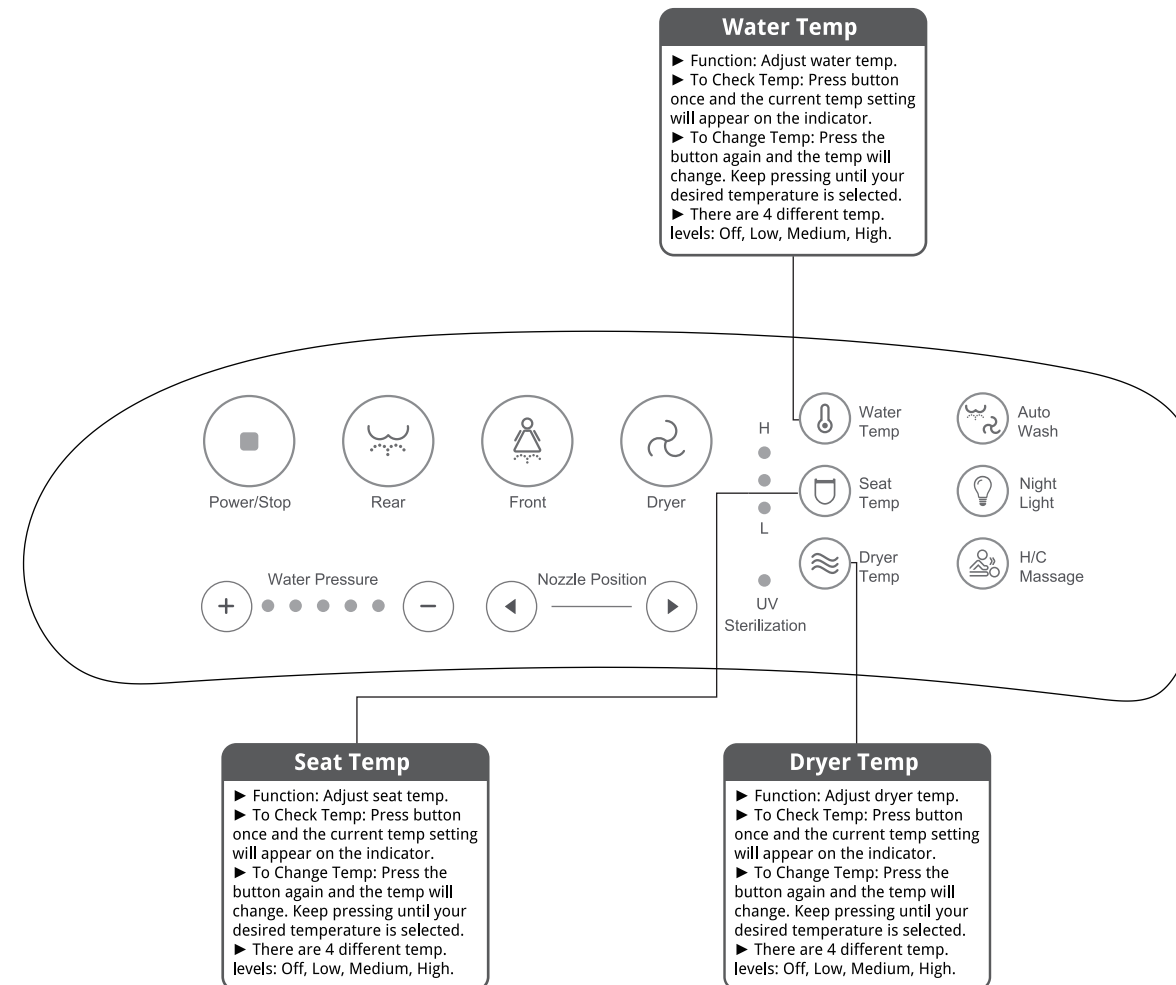 Water Temp
► Function: Adjust water temp.
► To Check Temp: Press button
once and the current temp setting
will appear on the indicator.
► To Change Temp: Press the
button again and the temp will
change. Keep pressing until your
desired temperature is selected.
► There are 4 different temp.
levels: Off, Low, Medium, High.
Power/Stop
Rear
Front
Dryer
H
L
Water
Temp
Auto
Wash
Seat
Temp
Night
Light
Dryer
Temp
H/C
Massage
Water Pressure
+
−
Nozzle Position
UV
Sterilization
Seat Temp
► Function: Adjust seat temp.
► To Check Temp: Press button
once and the current temp setting
will appear on the indicator.
► To Change Temp: Press the
button again and the temp will
change. Keep pressing until your
desired temperature is selected.
► There are 4 different temp.
levels: Off, Low, Medium, High.
Dryer Temp
► Function: Adjust dryer temp.
► To Check Temp: Press button
once and the current temp setting
will appear on the indicator.
► To Change Temp: Press the
button again and the temp will
change. Keep pressing until your
desired temperature is selected.
► There are 4 different temp.
levels: Off, Low, Medium, High.